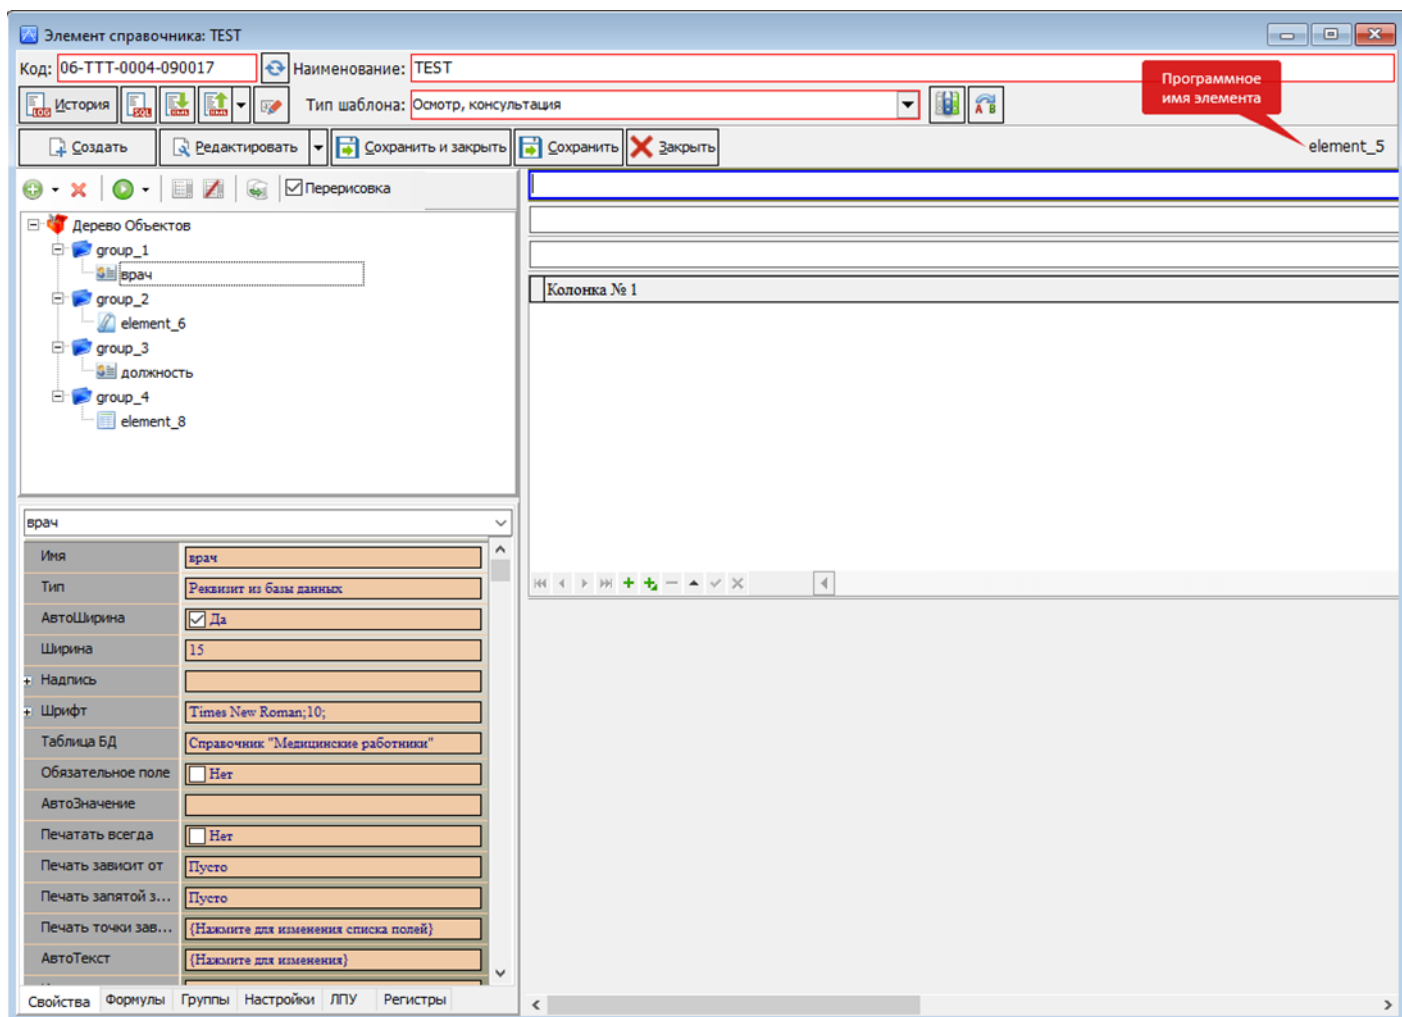 Элемент справочника: TEST
Код: 06-ТТТ-0004-090017 Наименование: TEST
Программное
имя элемента
LOG История SQL XML XML Тип шаблона: Осмотр, консультация A B
Создать Редактировать Сохранить и закрыть Сохранить Закрыть element_5
Перерисовка
Дерево Объектов
group_1
врач
group_2
element_6
group_3
должность
group_4
element_8
Колонка № 1
врач
Имя врач
Тип Реквизит из базы данных
АвтоШирина Да
Ширина 15
Надпись
Шрифт Times New Roman;10;
Таблица БД Справочник "Медицинские работники"
Обязательное поле Нет
АвтоЗначение
Печатать всегда Нет
Печать зависит от Пусто
Печать запятой з... Пусто
Печать точки зав... {Нажмите для изменения списка полей}
АвтоТекст {Нажмите для изменения}
Свойства Формулы Группы Настройки ЛПУ Регистры